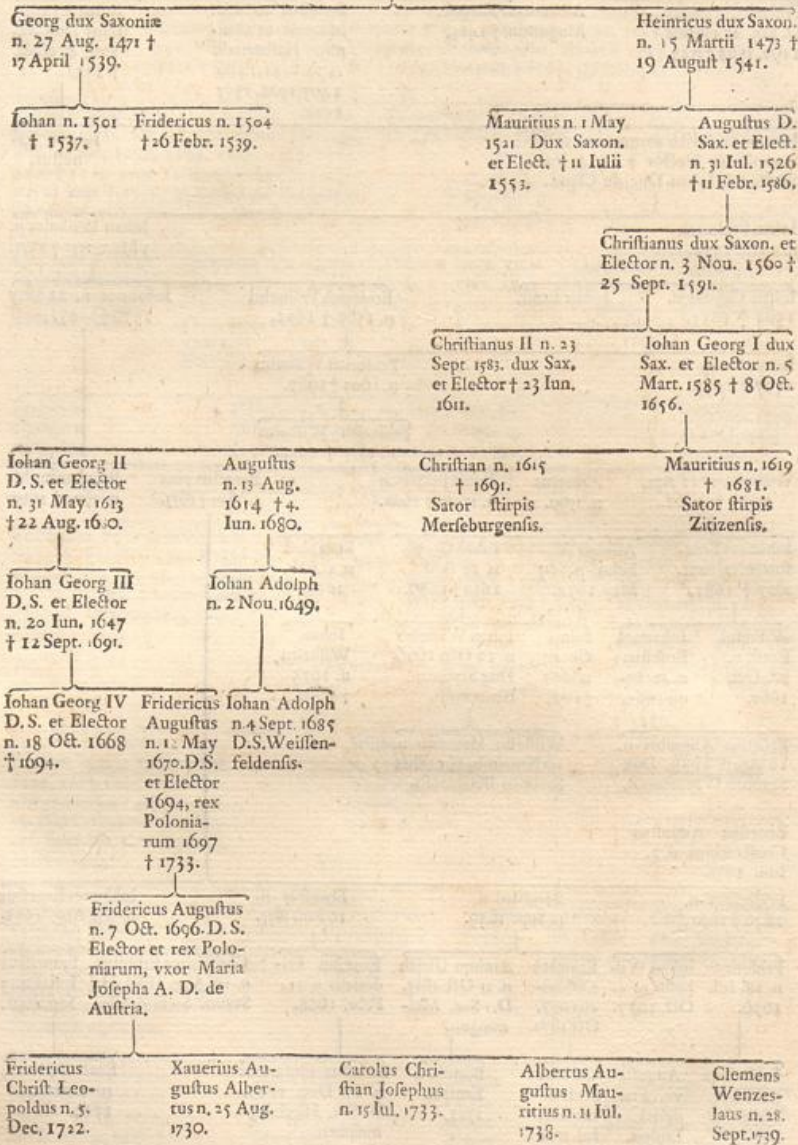 Georg dux Saxoniæ
n. 27 Aug. 1471 †
17 April 1539.
Heinricus dux Saxon.
n. 15 Martii 1473 †
19 Auguſt 1541.
Iohan n. 1501
† 1537.
Fridericus n. 1504
† 26 Febr. 1539.
Mauritius n. 1 May
1521 Dux Saxon.
et Elect. † 11 Iulii
1553.
Auguſtus D.
Sax. et Elect.
n. 31 Iul. 1526
† 11 Febr. 1586.
Chriſtianus dux Saxon. et
Elector n. 3 Nou. 1560 †
25 Sept. 1591.
Chriſtianus II n. 23
Sept. 1583. dux Sax.
et Elector † 23 Iun.
1611.
Iohan Georg I dux
Sax. et Elector n. 5
Mart. 1585 † 8 Oct.
1656.
Iohan Georg II
D. S. et Elector
n. 31 May 1613
† 22 Aug.
Auguſtus
n. 13 Aug.
1614 † 4.
Iun. 1680.
Chriſtian n. 1615
† 1691.
Sator ſtirpis
Merſeburgenſis.
Mauritius n. 1619
† 1681.
Sator ſtirpis
Zitizenſis.
Iohan Georg III
D. S. et Elector
n. 20 Iun. 1647
† 12 Sept. 1691.
Iohan Adolph
n. 2 Nou. 1649.
Iohan Georg IV
D. S. et Elector
n. 18 Oct. 1668
† 1694.
Fridericus
Auguſtus
n. May
1670. D. S.
et Elector
1694, rex
Polonia-
rum 1697
† 1733.
Iohan Adolph
n. 4 Sept. 1685
D. S. Weiſſen-
feldenſis.
Fridericus Auguſtus
n. 7 Oct. 1696. D. S.
Elector et rex Polo-
niarum, vxor Maria
Joſepha A. D. de
Auſtria.
Fridericus
Chriſt. Leo-
poldus n. 5.
Dec. 1722.
Xauerius Au-
guſtus Alber-
tus n. 25 Aug.
1730.
Carolus Chri-
ſtian Joſephus
n. 15 Iul. 1733.
Albertus Au-
guſtus Mau-
ritius n. 11 Iul.
1738.
Clemens
Wenzes-
laus n. 28.
Sept. 1739.